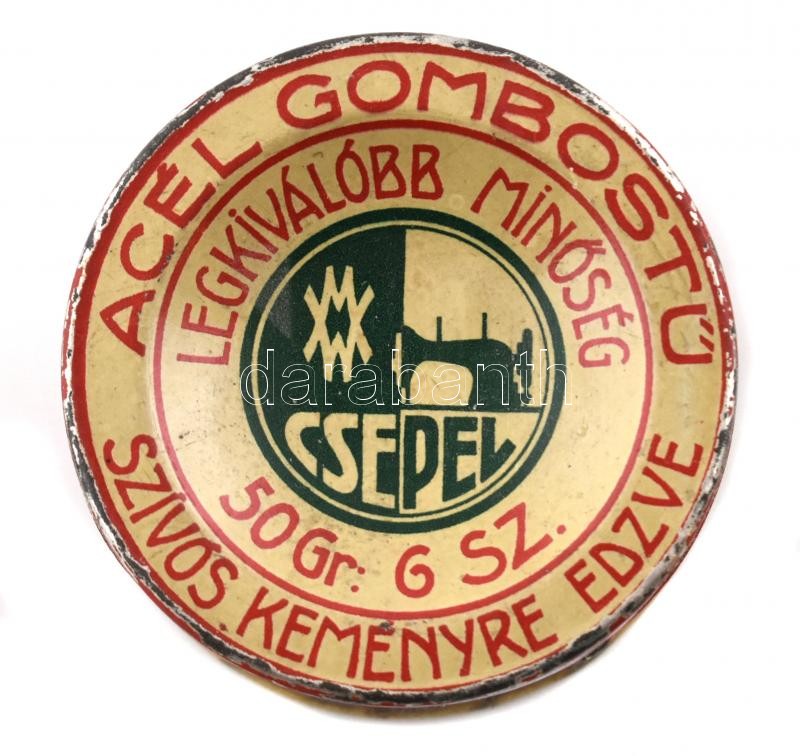 ACÉL GOMBOSTŰ
LEGKIVÁLÓBB MINŐSÉG
CSEPEL
darabanth
50 Gr: 6 SZ.
SZÍVÓS KEMÉNYRE EDZVE